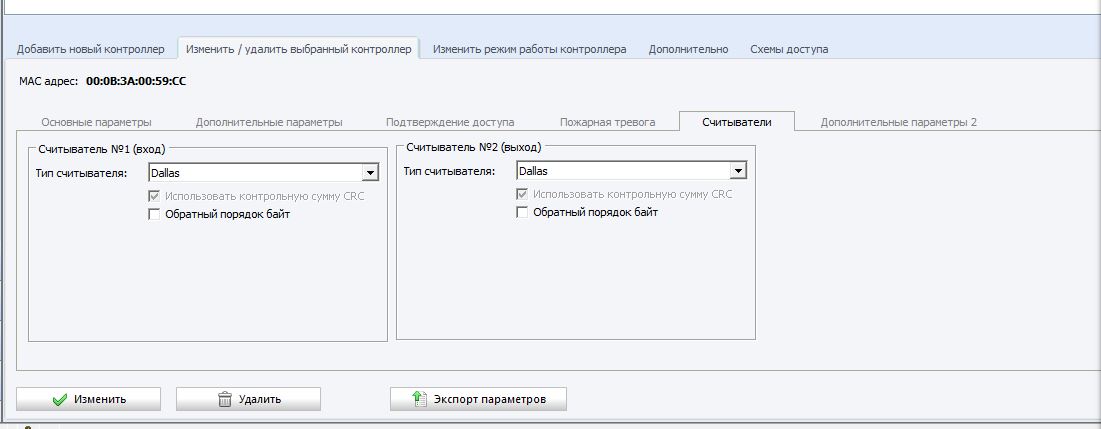 Добавить новый контроллер Изменить / удалить выбранный контроллер Изменить режим работы контроллера Дополнительно Схемы доступа
MAC адрес: 00:0B:3A:00:59:CC
Основные параметры Дополнительные параметры Подтверждение доступа Пожарная тревога Считыватели Дополнительные параметры 2
Считыватель №1 (вход)
Тип считывателя: Dallas
Использовать контрольную сумму CRC
Обратный порядок байт
Считыватель №2 (выход)
Тип считывателя: Dallas
Использовать контрольную сумму CRC
Обратный порядок байт
Изменить Удалить Экспорт параметров